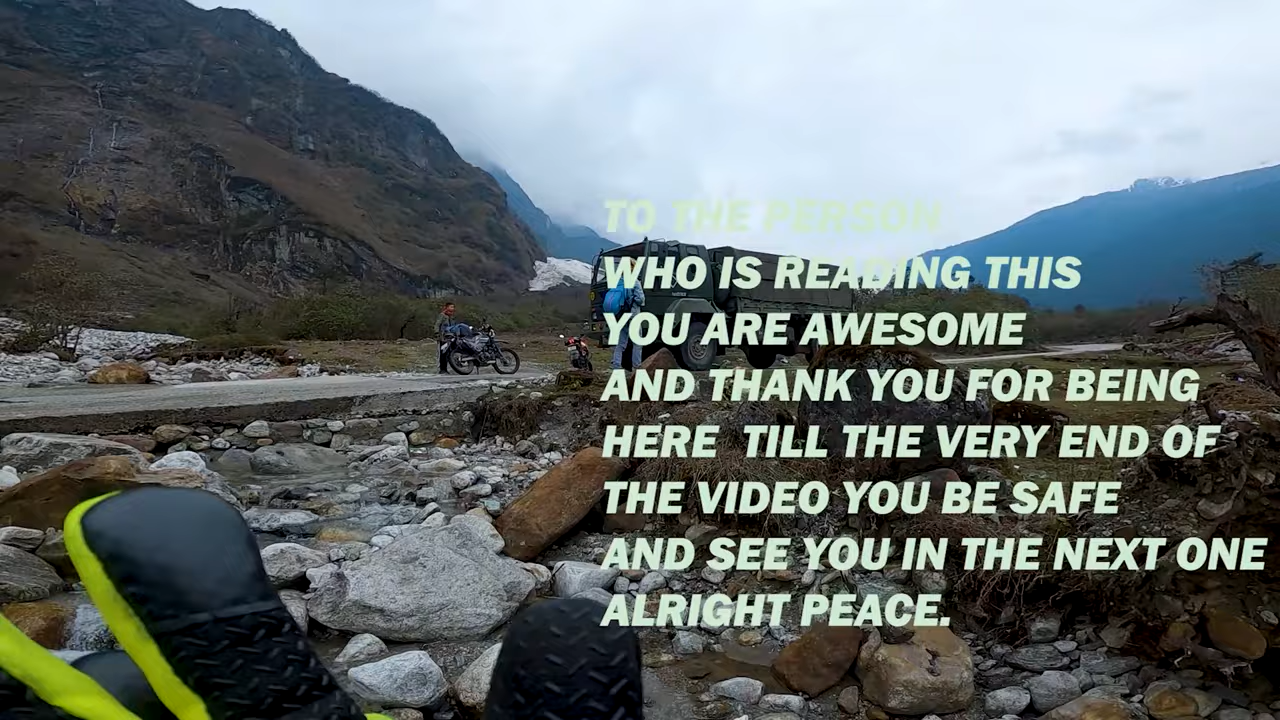 TO THE PERSON
WHO IS READING THIS
YOU ARE AWESOME
AND THANK YOU FOR BEING
HERE TILL THE VERY END OF
THE VIDEO YOU BE SAFE
AND SEE YOU IN THE NEXT ONE
ALRIGHT PEACE.